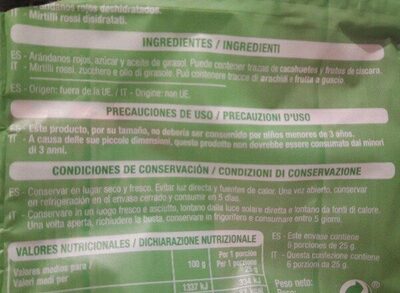 ándanos rojos deshidratados.
IT - Mirtilli rossi disidratati.
INGREDIENTES / INGREDIENTI
ES - Arándanos rojos, azúcar y aceite de girasol. Puede contener trazas de cacahuetes y frutos de cáscara.
IT - Mirtilli rossi, zucchero e olio di girasole. Può contenere tracce di arachidi e frutta a guscio.
ES - Origen: fuera de la UE. / IT - Origine: non UE.
PRECAUCIONES DE USO / PRECAUZIONI D'USO
ES - Este producto, por su tamaño, no debería ser consumido por niños menores de 3 años.
IT - A causa delle sue piccole dimensioni, questo prodotto non dovrebbe essere consumato dai minori
di 3 anni.
CONDICIONES DE CONSERVACIÓN / CONDIZIONI DI CONSERVAZIONE
ES - Conservar en lugar seco y fresco. Evitar luz directa y fuentes de calor. Una vez abierto, conservar
en refrigeración en el envase cerrado y consumir en 5 días.
IT - Conservare in un luogo fresco e asciutto, lontano dalla luce solare diretta e lontano da fonti di calore.
Una volta aperta, richiudere la busta, conservare in frigorifero e consumare entro 5 giorni.
VALORES NUTRICIONALES / DICHIARAZIONE NUTRIZIONALE
Valores medios para /
Valori medi per
100 g
Por 1 porción
Per 1 porzione
25 g
1337 kJ
334 kJ
ES - Este envase contiene
6 porciones de 25 g.
IT - Questa confezione contiene
6 porzioni da 25 g.
Peso neto: